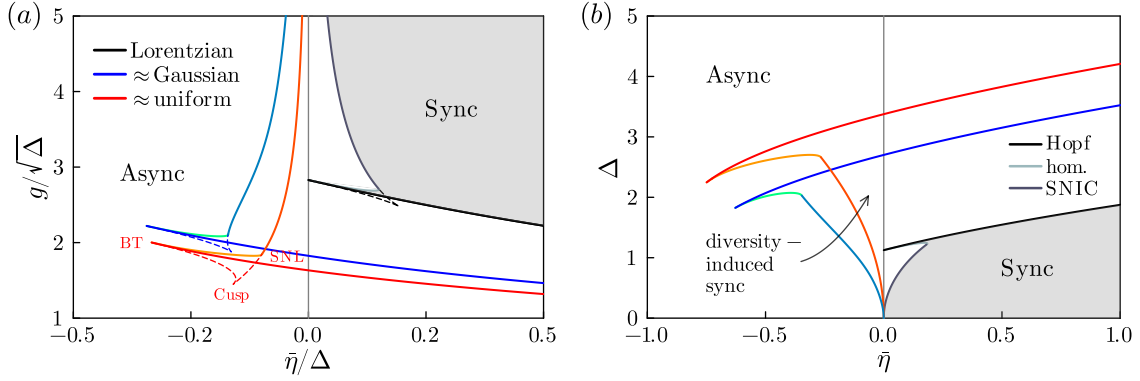 (a)
5
4
3
2
1
g/√Δ
Lorentzian
≈Gaussian
≈uniform
Sync
Async
BT
SNL
Cusp
−0.5
−0.2
0.0
0.2
0.5
η̄/Δ
(b)
5
4
3
2
1
0
Δ
Async
Hopf
hom.
SNIC
diversity −
induced
sync
Sync
−1.0
−0.5
0.0
0.5
1.0
η̄